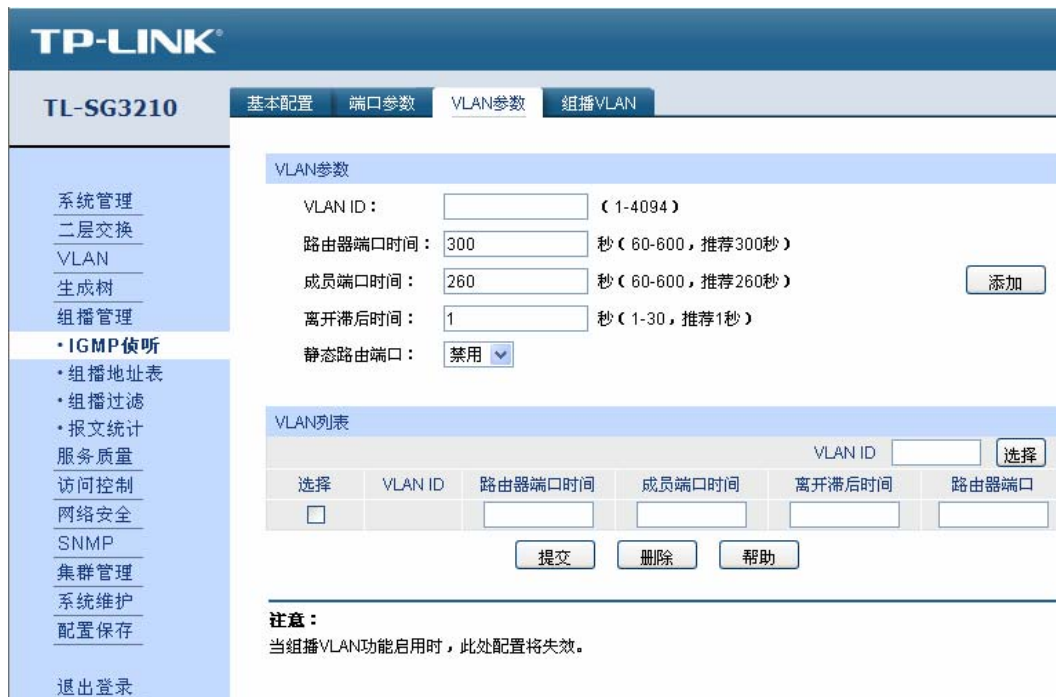 TP-LINK®
TL-SG3210
基本配置 端口参数 VLAN参数 组播VLAN
系统管理
二层交换
VLAN
生成树
组播管理
·IGMP侦听
·组播地址表
·组播过滤
·报文统计
服务质量
访问控制
网络安全
SNMP
集群管理
系统维护
配置保存
退出登录
VLAN参数
VLAN ID： （1-4094）
路由器端口时间： 300 秒（60-600，推荐300秒）
成员端口时间： 260 秒（60-600，推荐260秒）
添加
离开滞后时间： 1 秒（1-30，推荐1秒）
静态路由端口： 禁用
VLAN列表
VLAN ID 选择
选择 VLAN ID 路由器端口时间 成员端口时间 离开滞后时间 路由器端口
提交 删除 帮助
注意：
当组播VLAN功能启用时，此处配置将失效。